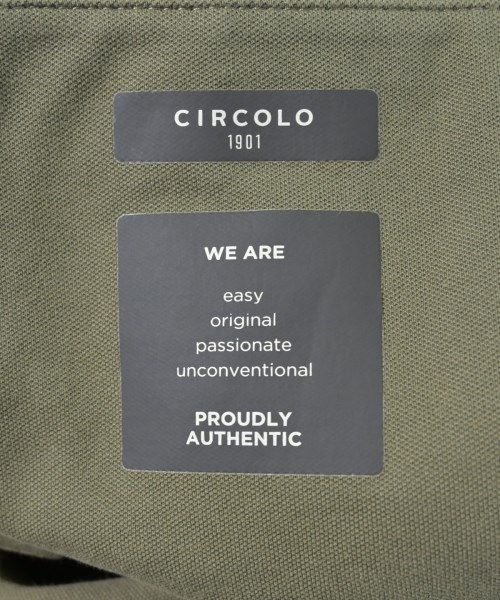 CIRCOLO
1901
WE ARE
easy
original
passionate
unconventional
PROUDLY
AUTHENTIC